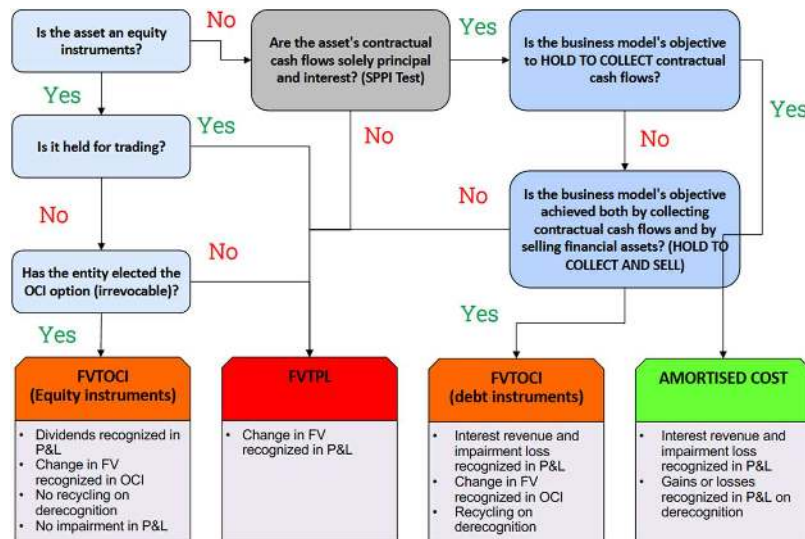 Is the asset an equity
instruments?
No
Are the asset's contractual
cash flows solely principal
and interest? (SPPI Test)
Yes
Is the business model's objective
to HOLD TO COLLECT contractual
cash flows?
Yes
Yes
No
No
Yes
Is it held for trading?
No
No
Is the business model's objective
achieved both by collecting
contractual cash flows and by
selling financial assets? (HOLD TO
COLLECT AND SELL)
Has the entity elected the
OCI option (irrevocable)?
No
Yes
Yes
FVTOCI
(Equity instruments)
• Dividends recognized in
P&L
• Change in FV
recognized in OCI
• No recycling on
derecognition
• No impairment in P&L
FVTPL
• Change in FV
recognized in P&L
FVTOCI
(debt instruments)
• Interest revenue and
impairment loss
recognized in P&L
• Change in FV
recognized in OCI
• Recycling on
derecognition
AMORTISED COST
• Interest revenue and
impairment loss
recognized in P&L
• Gains or losses
recognized in P&L on
derecognition